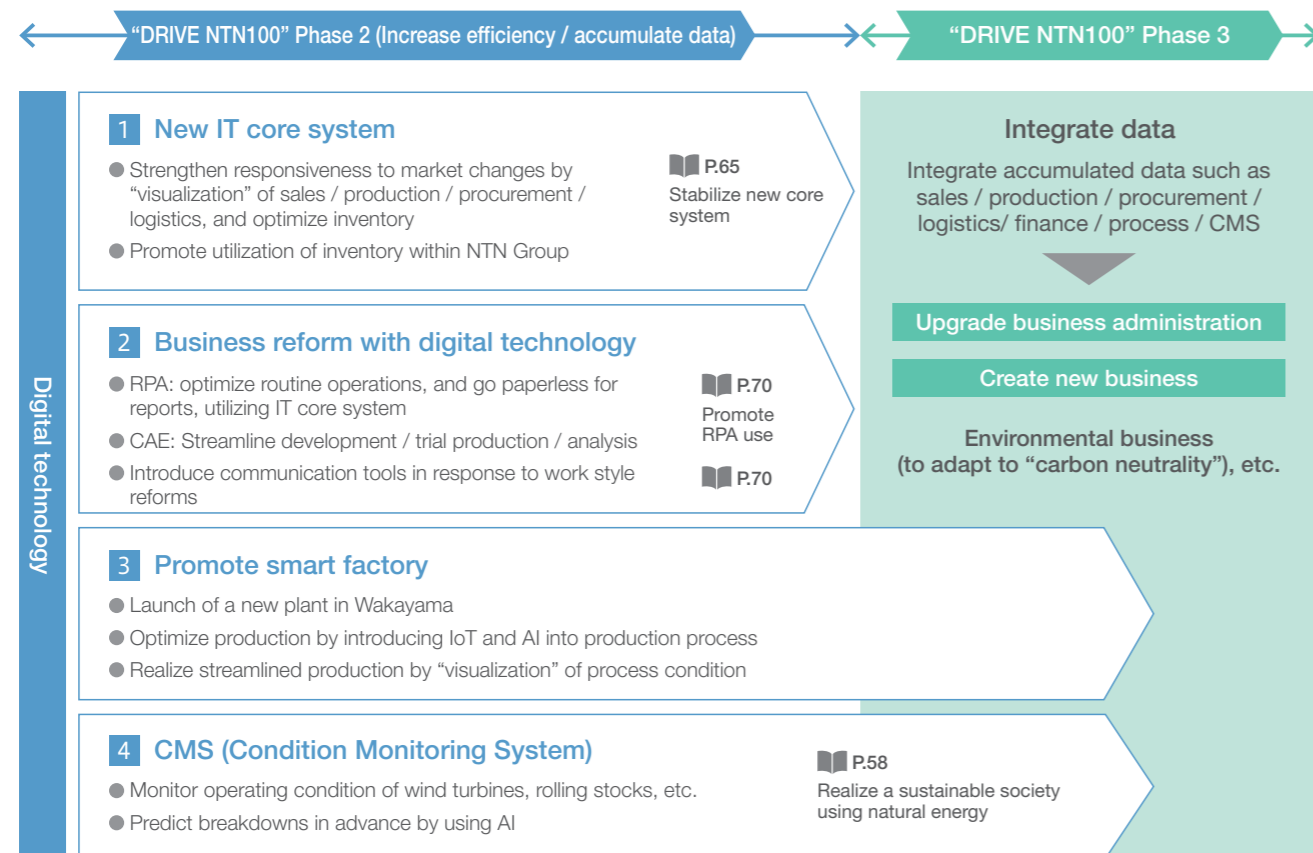 “DRIVE NTN100” Phase 2 (Increase efficiency / accumulate data)
“DRIVE NTN100” Phase 3
Digital technology
1 New IT core system
● Strengthen responsiveness to market changes by
“visualization” of sales / production / procurement /
logistics, and optimize inventory
● Promote utilization of inventory within NTN Group
P.65
Stabilize new core
system
2 Business reform with digital technology
● RPA: optimize routine operations, and go paperless for
reports, utilizing IT core system
● CAE: Streamline development / trial production / analysis
● Introduce communication tools in response to work style
reforms
P.70
Promote
RPA use
P.70
3 Promote smart factory
● Launch of a new plant in Wakayama
● Optimize production by introducing IoT and AI into production process
● Realize streamlined production by “visualization” of process condition
4 CMS (Condition Monitoring System)
● Monitor operating condition of wind turbines, rolling stocks, etc.
● Predict breakdowns in advance by using AI
P.58
Realize a sustainable society
using natural energy
Integrate data
Integrate accumulated data such as
sales / production / procurement /
logistics/ finance / process / CMS
Upgrade business administration
Create new business
Environmental business
(to adapt to “carbon neutrality”), etc.